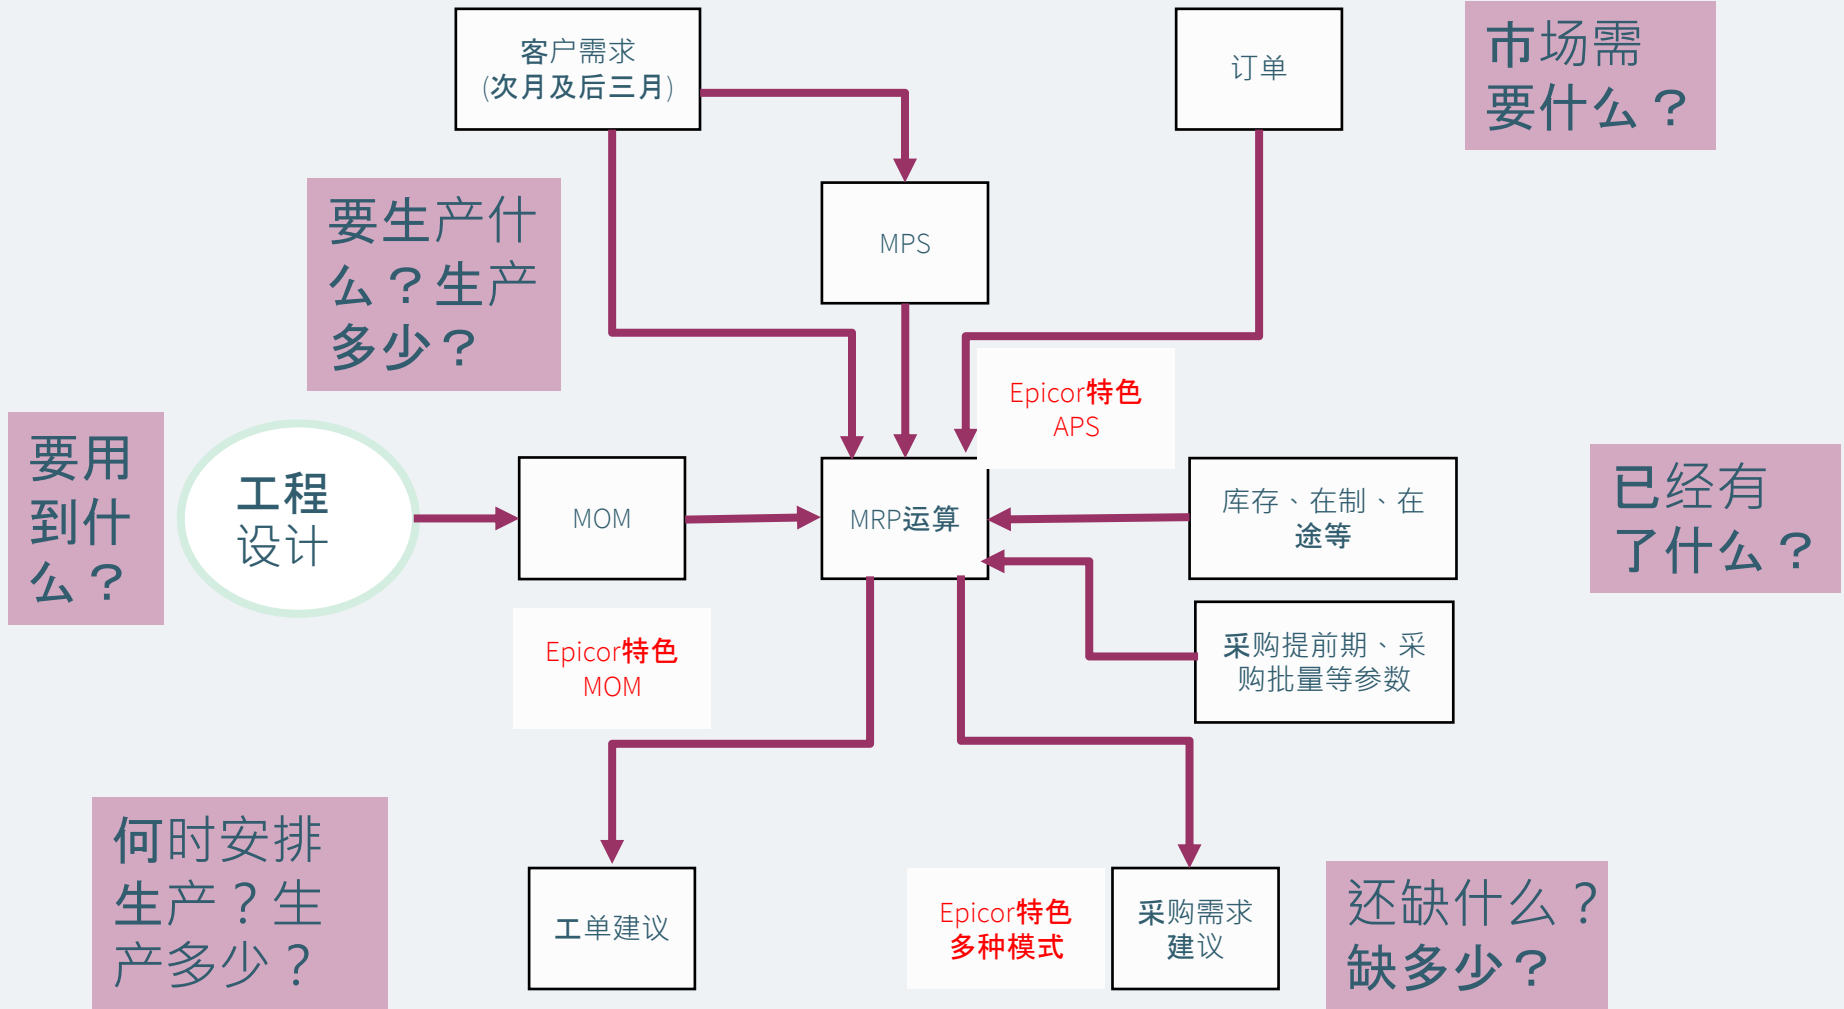 客户需求
(次月及后三月)
订单
市场需
要什么？
要生产什
么？生产
多少？
MPS
Epicor特色
APS
要用
到什
么？
工程
设计
MOM
MRP运算
库存、在制、在
途等
已经有
了什么？
采购提前期、采
购批量等参数
Epicor特色
MOM
何时安排
生产？生
产多少？
工单建议
Epicor特色
多种模式
采购需求
建议
还缺什么？
缺多少？